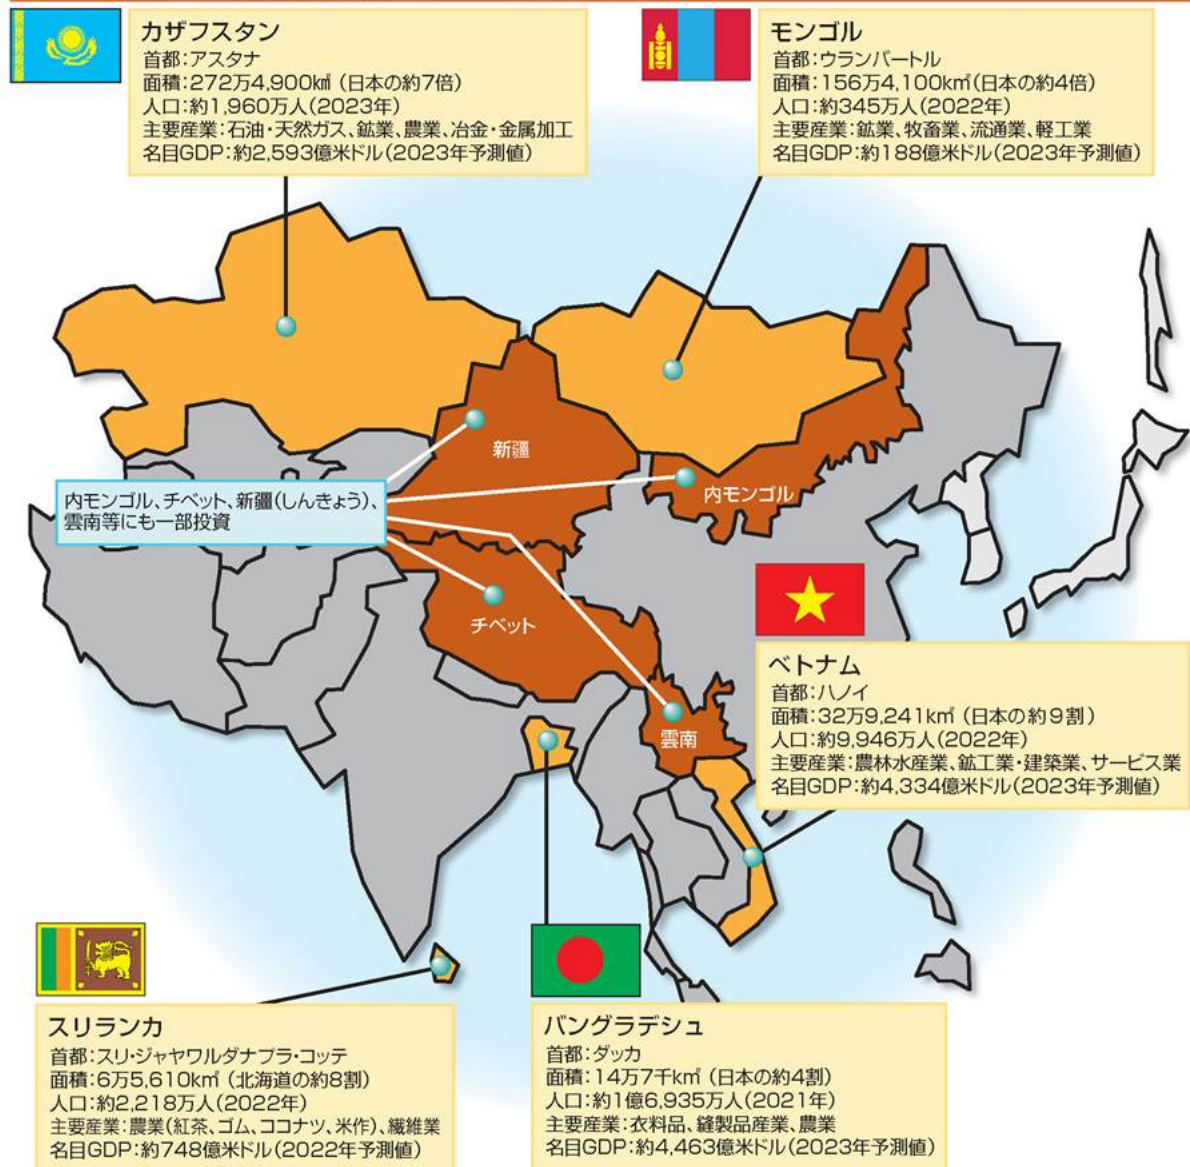 カザフスタン
首都：アスタナ
面積：272万4,900㎢ (日本の約7倍)
人口：約1,960万人(2023年)
主要産業：石油・天然ガス、鉱業、農業、冶金・金属加工
名目GDP：約2,593億米ドル(2023年予測値)
モンゴル
首都：ウランバートル
面積：156万4,100k㎡(日本の約4倍)
人口：約345万人(2022年)
主要産業：鉱業、牧畜業、流通業、軽工業
名目GDP：約188億米ドル(2023年予測値)
新疆
内モンゴル
内モンゴル、チベット、新疆(しんきょう)、
雲南等にも一部投資
チベット
雲南
ベトナム
首都：ハノイ
面積：32万9,241k㎡ (日本の約9割)
人口：約9,946万人(2022年)
主要産業：農林水産業、鉱工業・建築業、サービス業
名目GDP：約4,334億米ドル(2023年予測値)
スリランカ
首都：スリ・ジャヤワルダナプラ・コッテ
面積：6万5,610k㎡ (北海道の約8割)
人口：約2,218万人(2022年)
主要産業：農業(紅茶、ゴム、ココナツ、米作)、繊維業
名目GDP：約748億米ドル(2022年予測値)
バングラデシュ
首都：ダッカ
面積：14万7千k㎡ (日本の約4割)
人口：約1億6,935万人(2021年)
主要産業：衣料品、縫製品産業、農業
名目GDP：約4,463億米ドル(2023年予測値)